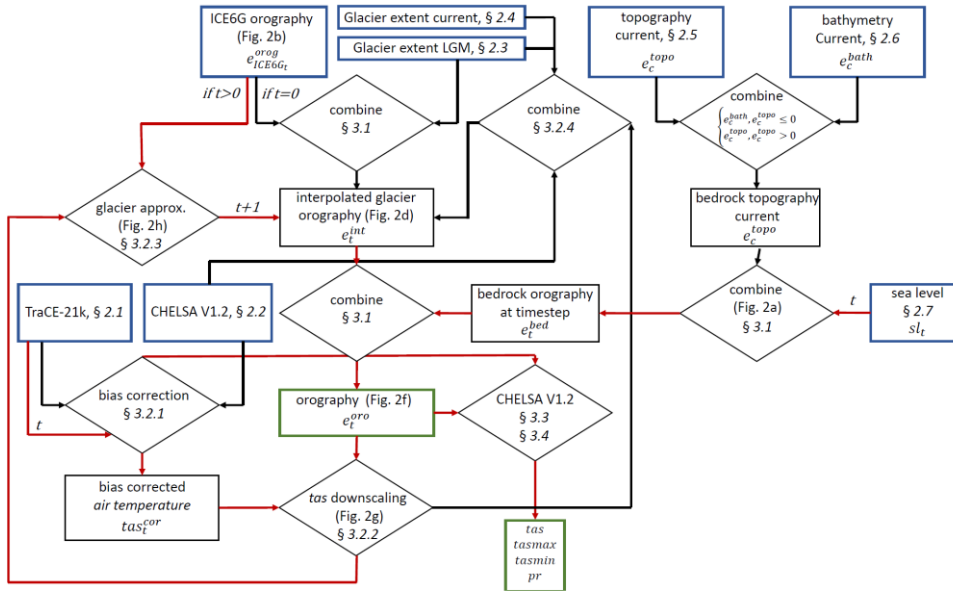 ICE6G orography
(Fig. 2b)
e^{orog}_{ICE6G_t}
Glacier extent current, § 2.4
Glacier extent LGM, § 2.3
topography
current, § 2.5
e_c^{topo}
bathymetry
Current, § 2.6
e_c^{bath}
if t>0
if t=0
combine
§ 3.1
combine
§ 3.2.4
combine
{e_c^{bath}, e_c^{topo} ≤ 0
e_c^{topo}, e_c^{topo} > 0
glacier approx.
(Fig. 2h)
§ 3.2.3
t+1
interpolated glacier
orography (Fig. 2d)
e_t^{int}
bedrock topography
current
e_c^{topo}
TraCE-21k, § 2.1
CHELSA V1.2, § 2.2
combine
§ 3.1
bedrock orography
at timestep
e_t^{bed}
combine
(Fig. 2a)
§ 3.1
t
sea level
§ 2.7
sl_t
bias correction
§ 3.2.1
t
orography (Fig. 2f)
e_t^{oro}
CHELSA V1.2
§ 3.3
§ 3.4
bias corrected
air temperature
tas_t^{cor}
tas downscaling
(Fig. 2g)
§ 3.2.2
tas
tasmax
tasmin
pr